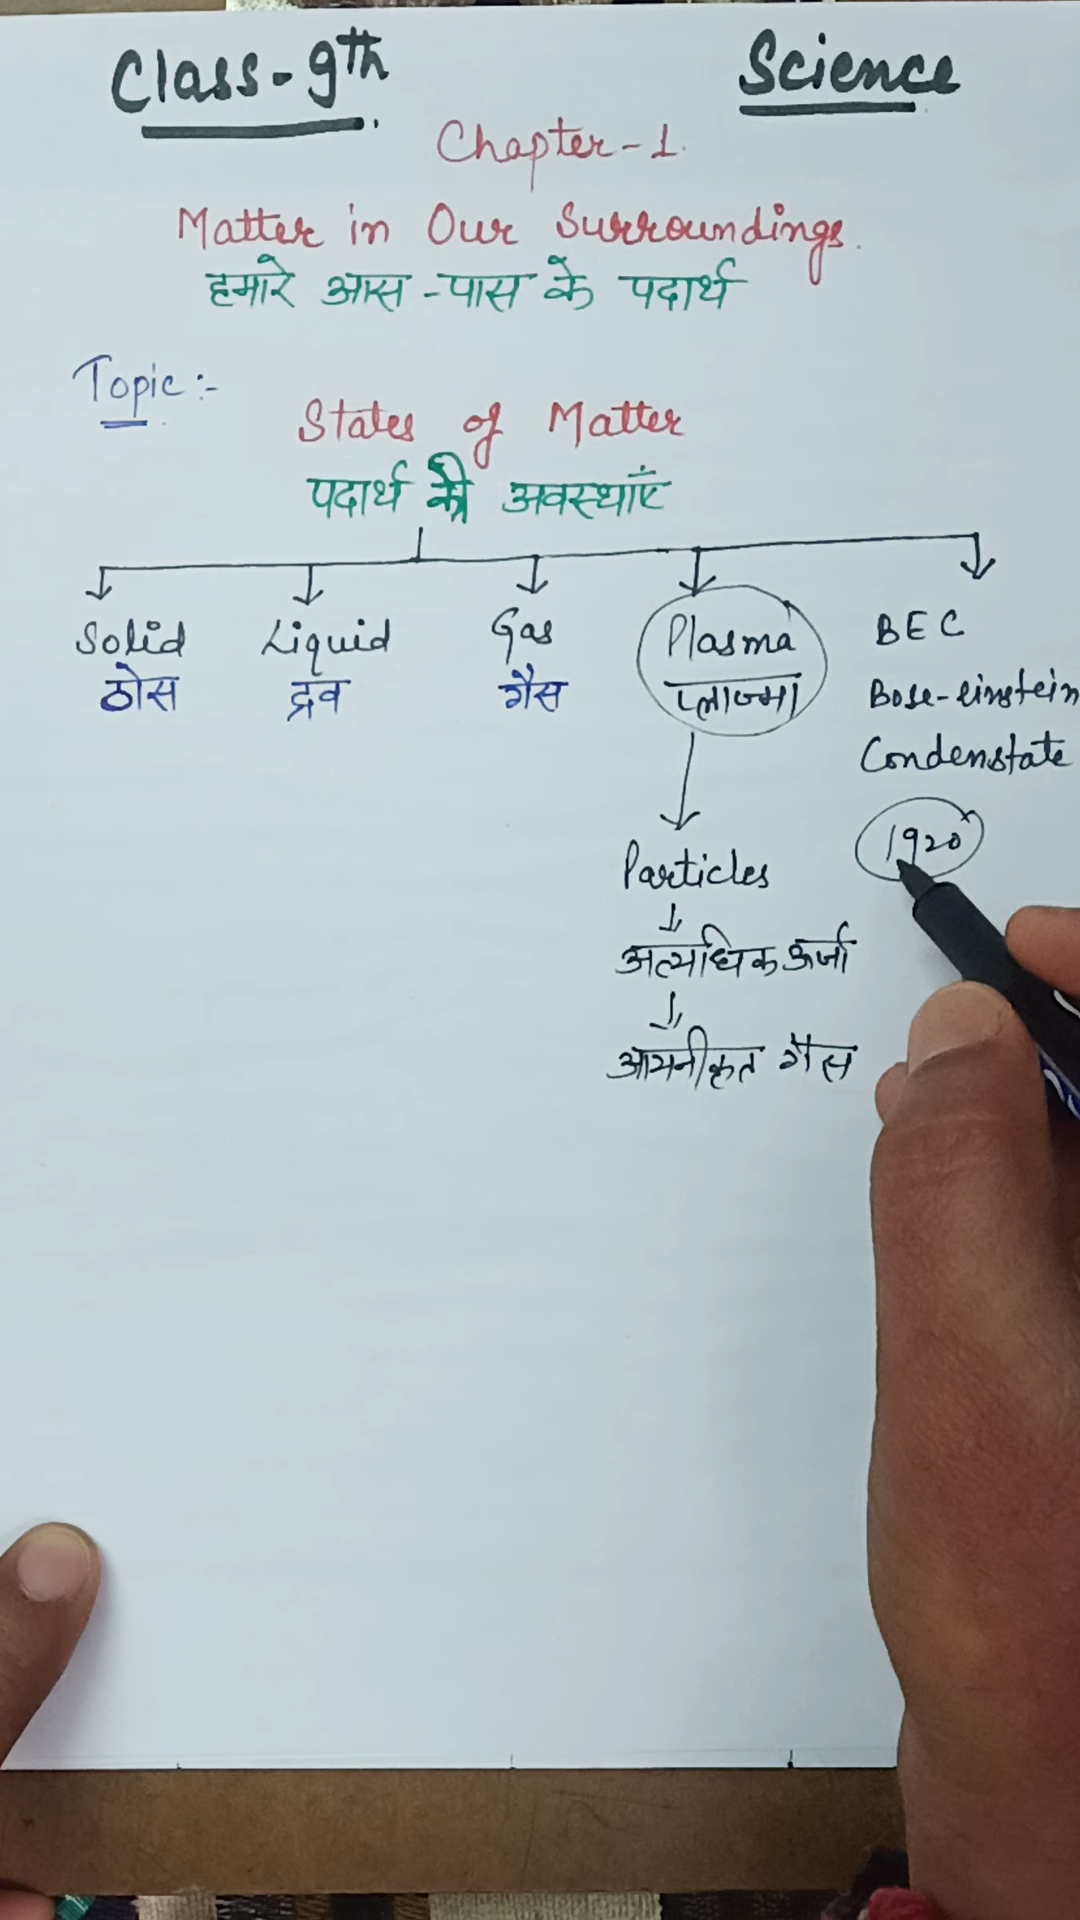 Class-9th Science
Chapter-1.
Matter in Our Surroundings.
हमारे आस-पास के पदार्थ
Topic:-
States of Matter
पदार्थ की अवस्थाएँ
Solid Liquid Gas Plasma BEC
ठोस द्रव गैस प्लाज्मा Bose-einstein
Condenstate
1920
Particles
अत्यधिक ऊर्जा
आयनीकृत गैस